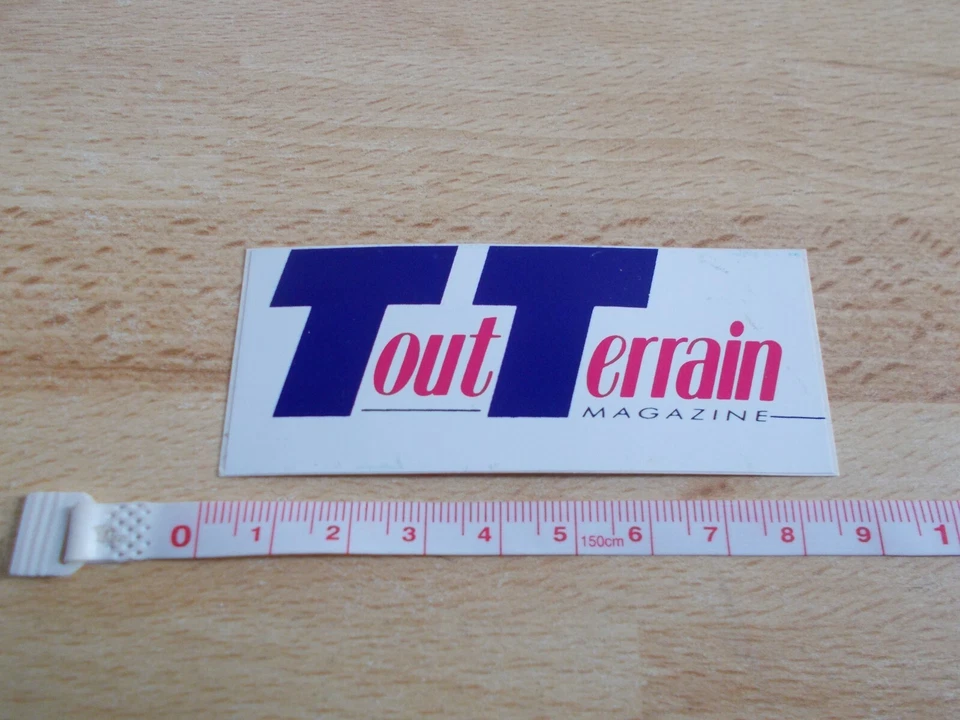 Tout Terrain
MAGAZINE
0 1 2 3 4 5 150cm 6 7 8 9 1